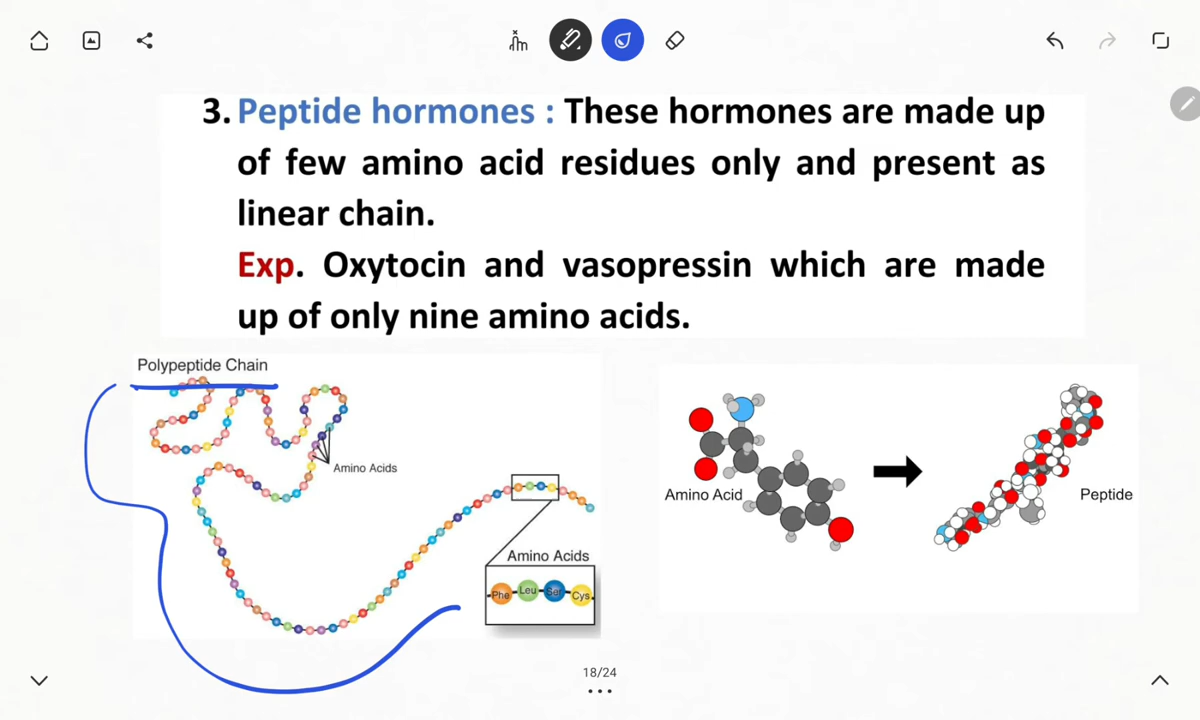 3. Peptide hormones : These hormones are made up
of few amino acid residues only and present as
linear chain.
Exp. Oxytocin and vasopressin which are made
up of only nine amino acids.
Polypeptide Chain
Amino Acids
Amino Acids
Phe Leu Ser Cys
Amino Acid
Peptide
18/24